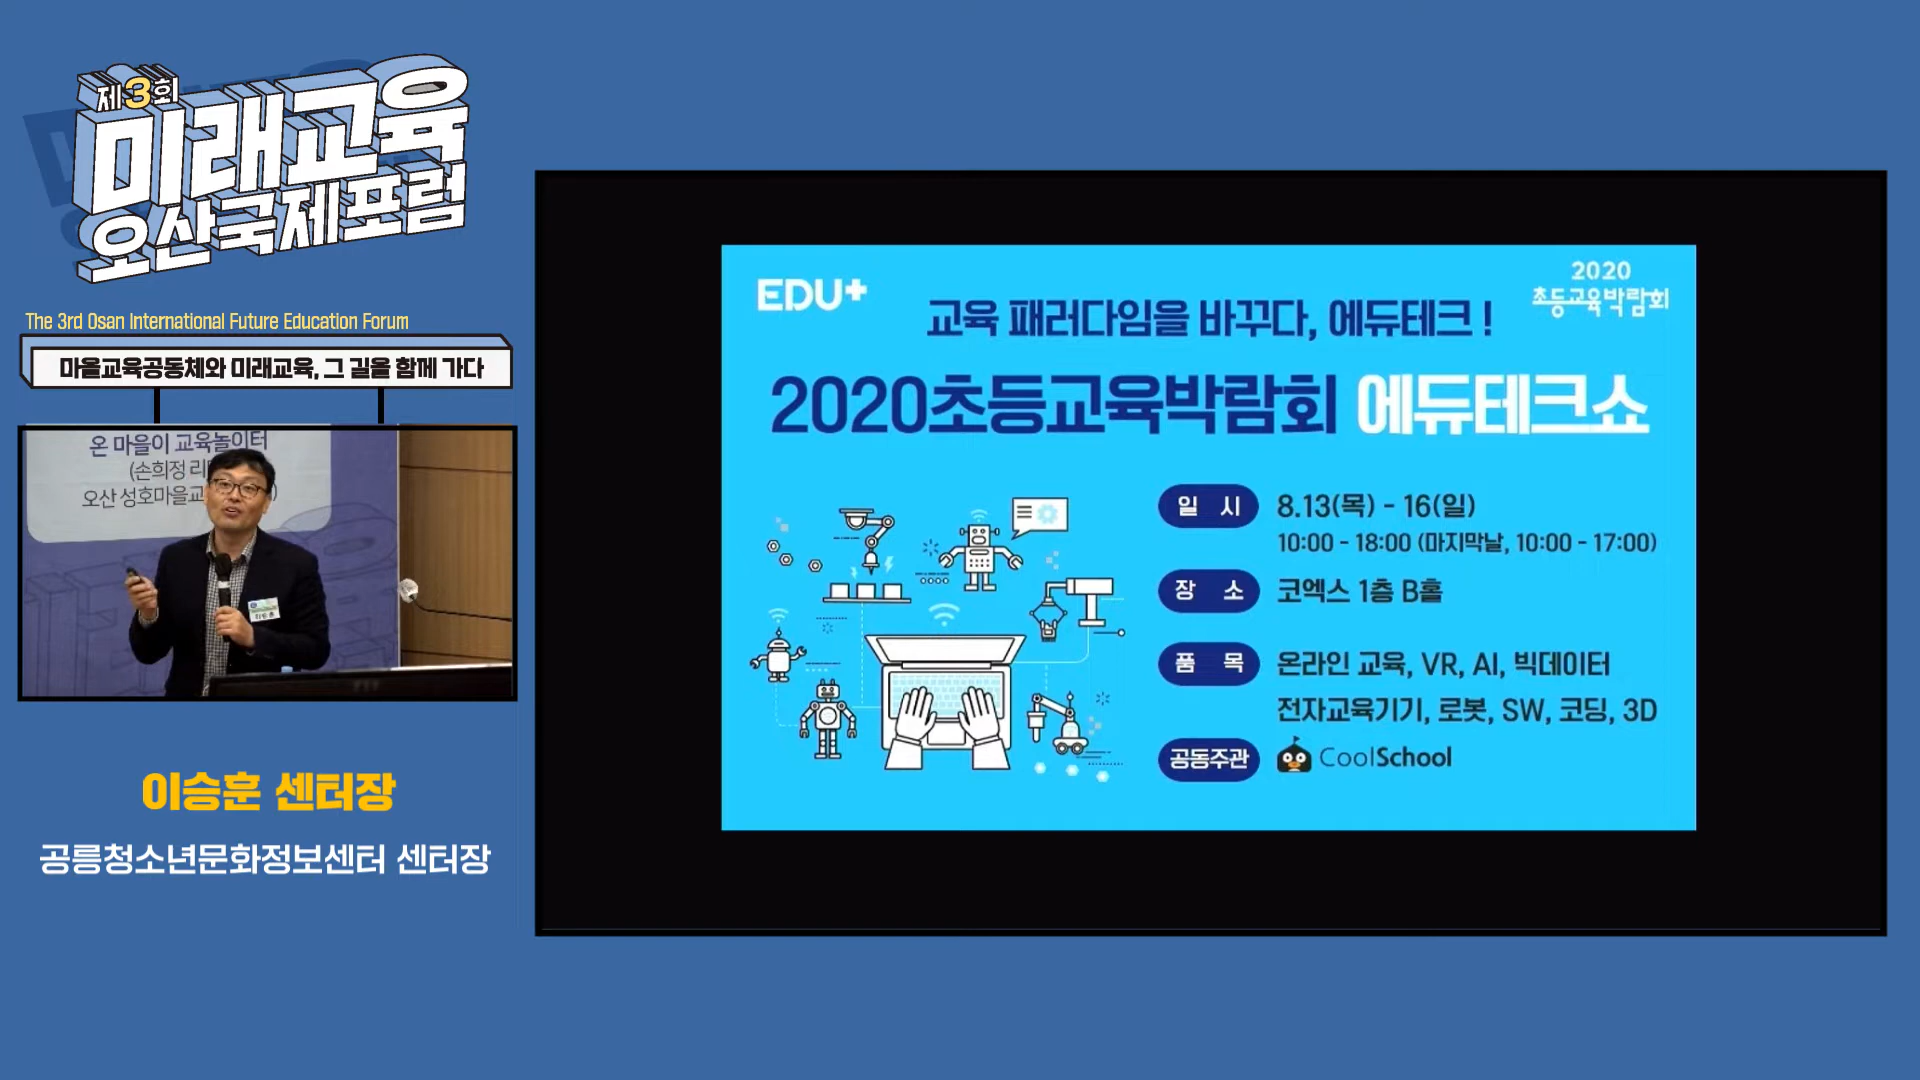 제3회
미래교육
오산국제포럼
The 3rd Osan International Future Education Forum
마을교육공동체와 미래교육, 그 길을 함께 가다
온 마을이 교육놀이터
(손희정 리
오산 성호마을교
이승훈 센터장
공릉청소년문화정보센터 센터장
EDU+
2020
초등교육박람회
교육 패러다임을 바꾸다, 에듀테크 !
2020초등교육박람회 에듀테크쇼
일 시 8.13(목) - 16(일)
10:00 - 18:00 (마지막날, 10:00 - 17:00)
장 소 코엑스 1층 B홀
품 목 온라인 교육, VR, AI, 빅데이터
전자교육기기, 로봇, SW, 코딩, 3D
공동주관 CoolSchool